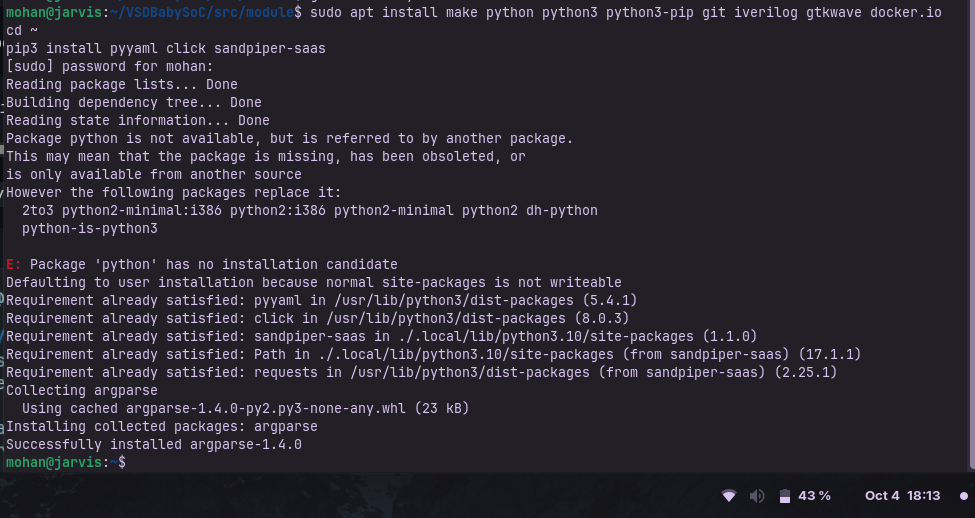 mohan@jarvis:~/VSDBabySoC/src/module$ sudo apt install make python python3 python3-pip git iverilog gtkwave docker.io
cd ~
pip3 install pyyaml click sandpiper-saas
[sudo] password for mohan:
Reading package lists... Done
Building dependency tree... Done
Reading state information... Done
Package python is not available, but is referred to by another package.
This may mean that the package is missing, has been obsoleted, or
is only available from another source
However the following packages replace it:
  2to3 python2-minimal:i386 python2:i386 python2-minimal python2 dh-python
  python-is-python3

E: Package 'python' has no installation candidate
Defaulting to user installation because normal site-packages is not writeable
Requirement already satisfied: pyyaml in /usr/lib/python3/dist-packages (5.4.1)
Requirement already satisfied: click in /usr/lib/python3/dist-packages (8.0.3)
Requirement already satisfied: sandpiper-saas in ./.local/lib/python3.10/site-packages (1.1.0)
Requirement already satisfied: Path in ./.local/lib/python3.10/site-packages (from sandpiper-saas) (17.1.1)
Requirement already satisfied: requests in /usr/lib/python3/dist-packages (from sandpiper-saas) (2.25.1)
Collecting argparse
  Using cached argparse-1.4.0-py2.py3-none-any.whl (23 kB)
Installing collected packages: argparse
Successfully installed argparse-1.4.0
mohan@jarvis:~$
43 % Oct 4 18:13